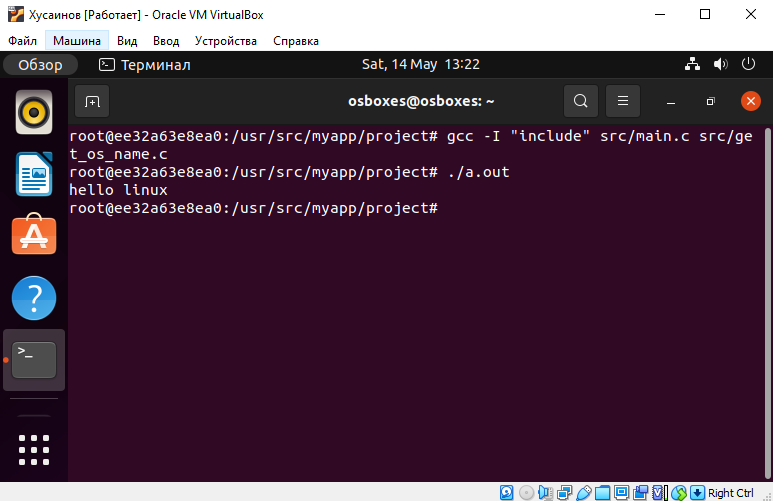 Хусаинов [Работает] - Oracle VM VirtualBox
Файл Машина Вид Ввод Устройства Справка
Обзор Терминал Sat, 14 May 13:22
osboxes@osboxes: ~
root@ee32a63e8ea0:/usr/src/myapp/project# gcc -I "include" src/main.c src/ge
t_os_name.c
root@ee32a63e8ea0:/usr/src/myapp/project# ./a.out
hello linux
root@ee32a63e8ea0:/usr/src/myapp/project#
Right Ctrl